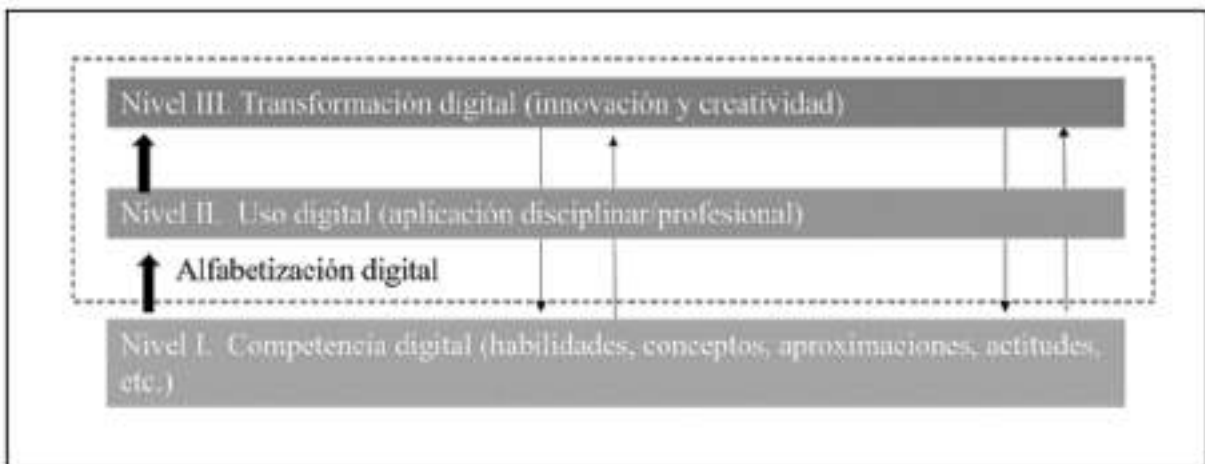 Nivel III. Transformación digital (innovación y creatividad)
Nivel II. Uso digital (aplicación disciplinar/profesional)
Alfabetización digital
Nivel I. Competencia digital (habilidades, conceptos, aproximaciones, actitudes,
etc.)